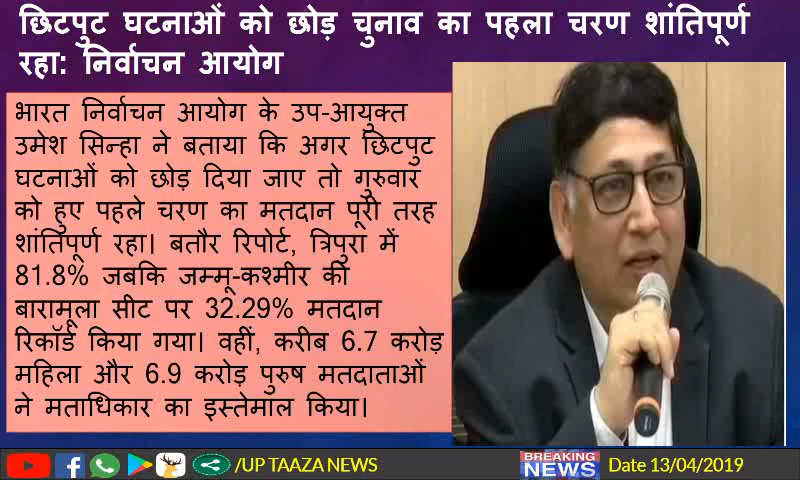 छिटपुट घटनाओं को छोड़ चुनाव का पहला चरण शांतिपूर्ण
रहा: निर्वाचन आयोग
भारत निर्वाचन आयोग के उप-आयुक्त
उमेश सिन्हा ने बताया कि अगर छिटपुट
घटनाओं को छोड़ दिया जाए तो गुरुवार
को हुए पहले चरण का मतदान पूरी तरह
शांतिपूर्ण रहा। बतौर रिपोर्ट, त्रिपुरा में
81.8% जबकि जम्मू-कश्मीर की
बारामूला सीट पर 32.29% मतदान
रिकॉर्ड किया गया। वहीं, करीब 6.7 करोड़
महिला और 6.9 करोड़ पुरुष मतदाताओं
ने मताधिकार का इस्तेमाल किया।
/UP TAAZA NEWS
BREAKING
NEWS
Date 13/04/2019